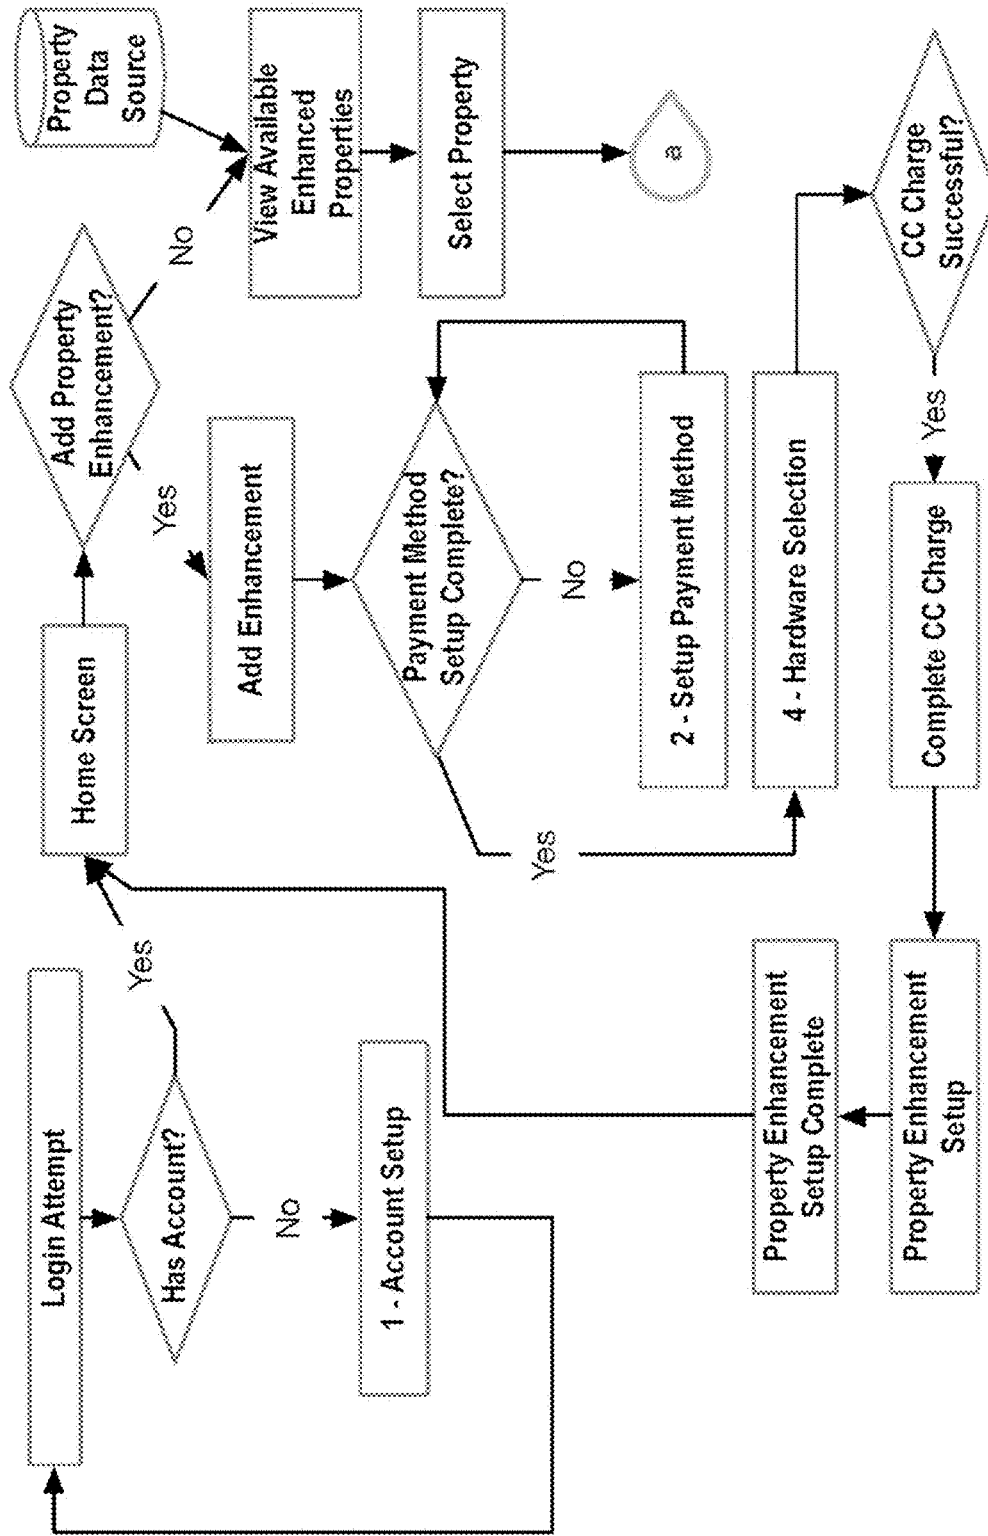 Login Attempt
Has Account?
Yes
No
1 - Account Setup
Home Screen
Add Property
Enhancement?
Yes
No
Property
Data
Source
View Available
Enhanced
Properties
Select Property
a
Add Enhancement
Payment Method
Setup Complete?
No
Yes
2 - Setup Payment Method
4 - Hardware Selection
CC Charge
Successful?
Yes
Complete CC Charge
Property Enhancement
Setup
Property Enhancement
Setup Complete